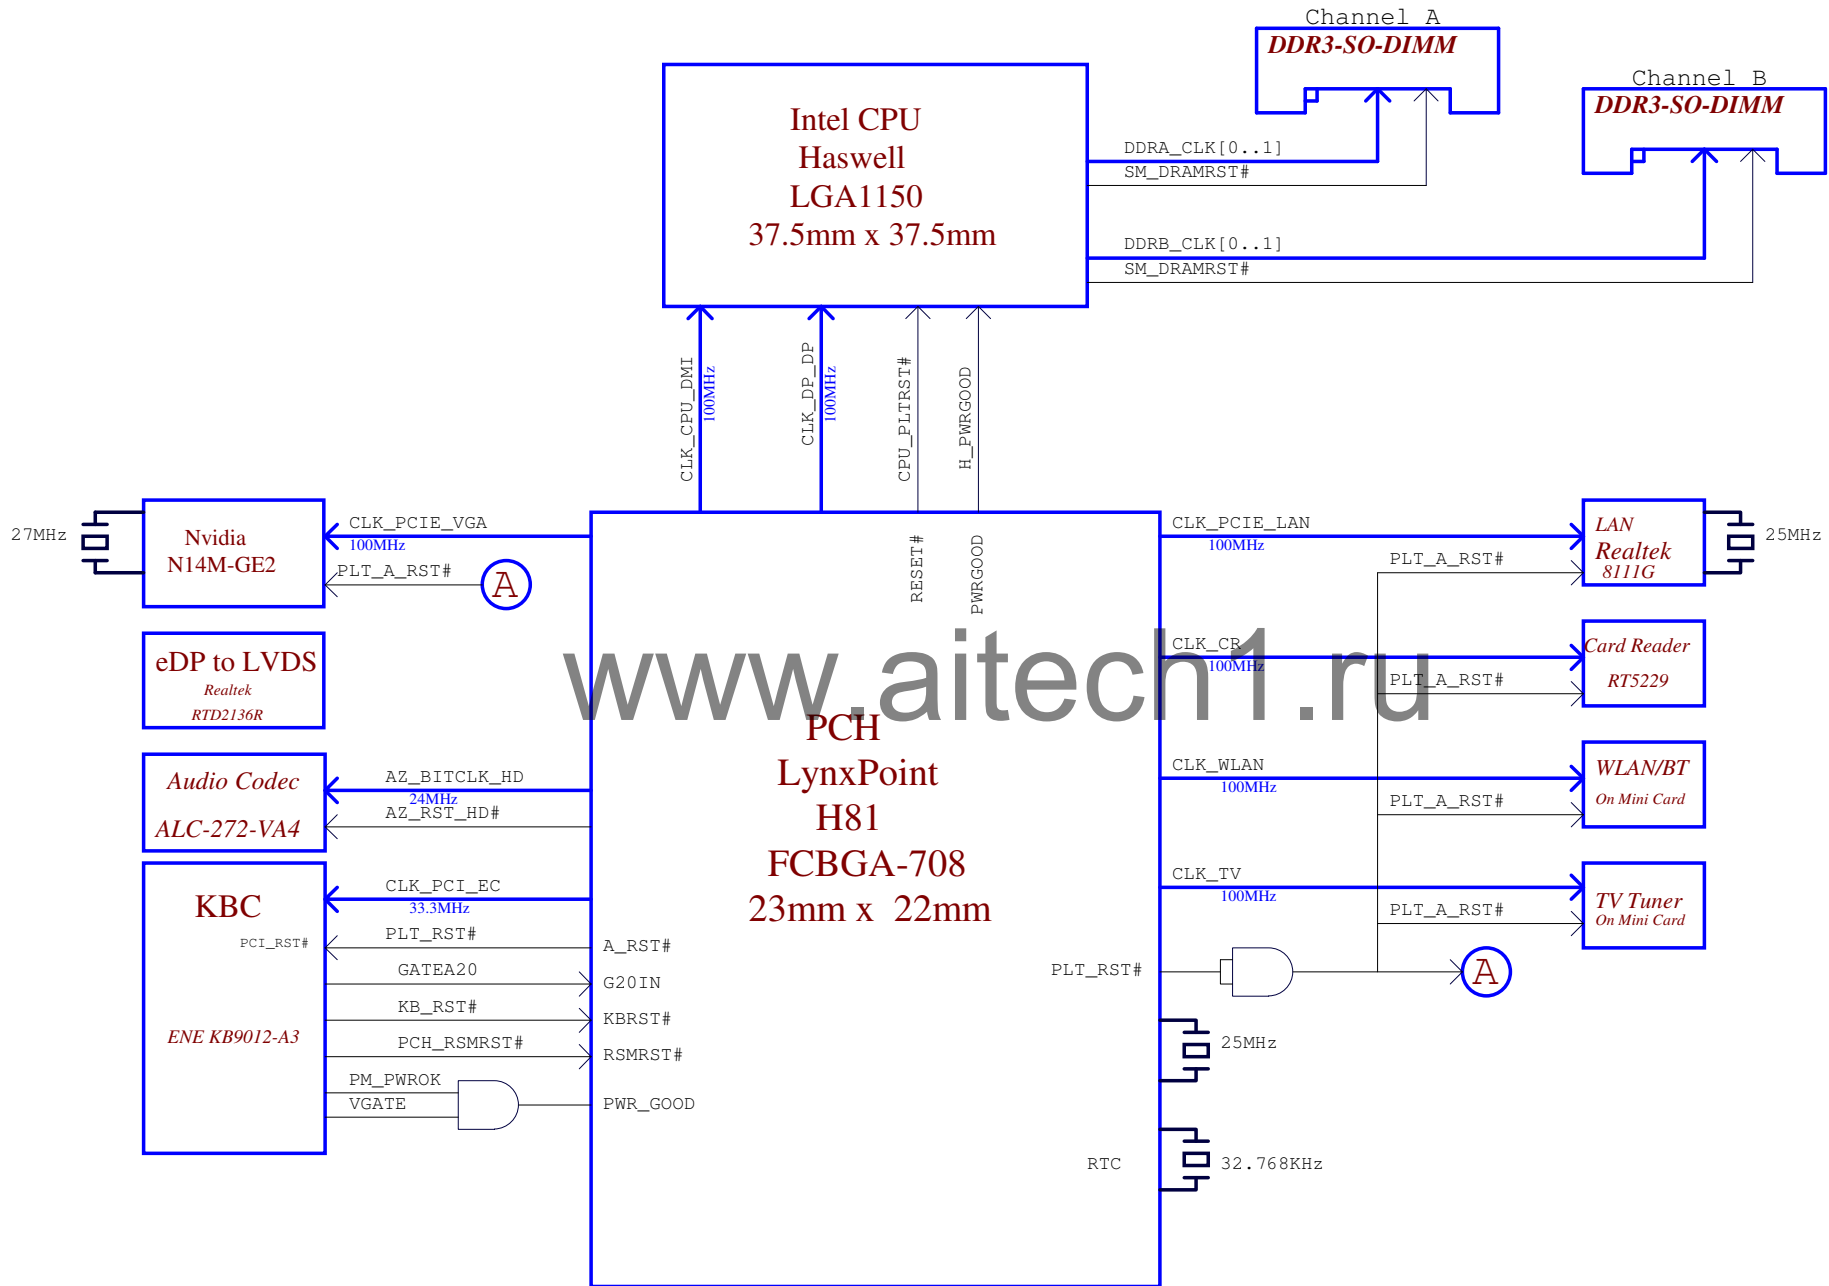 Channel A
DDR3-SO-DIMM
Channel B
DDR3-SO-DIMM
Intel CPU
Haswell
LGA1150
37.5mm x 37.5mm
DDRA_CLK[0..1]
SM_DRAMRST#
DDRB_CLK[0..1]
SM_DRAMRST#
CLK_CPU_DMI
100MHz
CLK_DP_DP
100MHz
CPU_PLTRST#
H_PWRGOOD
RESET#
PWRGOOD
27MHz
Nvidia
N14M-GE2
CLK_PCIE_VGA
100MHz
PLT_A_RST#
A
eDP to LVDS
Realtek
RTD2136R
Audio Codec
ALC-272-VA4
AZ_BITCLK_HD
24MHz
AZ_RST_HD#
KBC
PCI_RST#
ENE KB9012-A3
CLK_PCI_EC
33.3MHz
PLT_RST#
GATEA20
KB_RST#
PCH_RSMRST#
PM_PWROK
VGATE
A_RST#
G20IN
KBRST#
RSMRST#
PWR_GOOD
www.aitech1.ru
PCH
LynxPoint
H81
FCBGA-708
23mm x 22mm
CLK_PCIE_LAN
100MHz
PLT_A_RST#
LAN
Realtek
8111G
25MHz
CLK_CR
100MHz
PLT_A_RST#
Card Reader
RT5229
CLK_WLAN
100MHz
PLT_A_RST#
WLAN/BT
On Mini Card
CLK_TV
100MHz
PLT_A_RST#
TV Tuner
On Mini Card
PLT_RST#
A
25MHz
RTC
32.768KHz